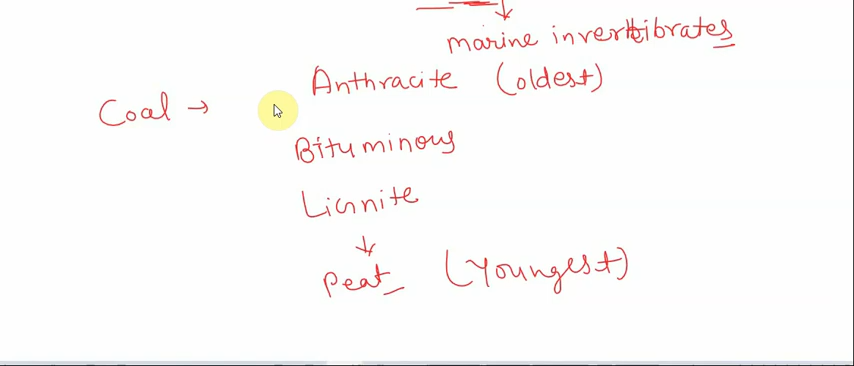 marine invertibrates
Anthracite (oldest)
Coal →
Bituminous
Lignite
↓
Peat (Youngest)